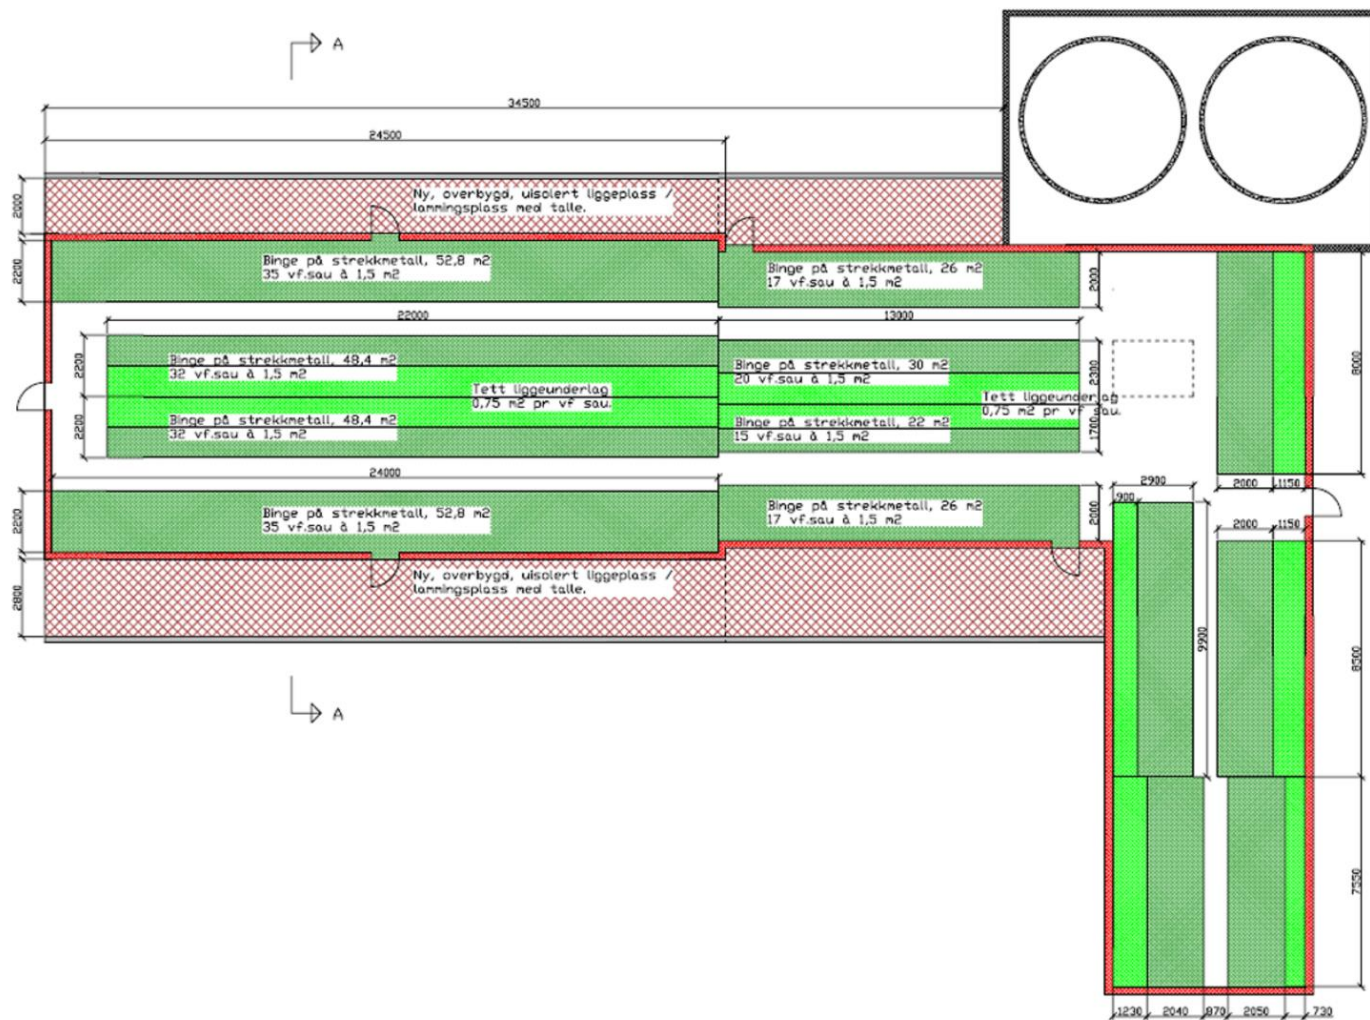 A
34500
24500
2000
Ny, overbygd, uisolert liggeplass /
lammingsplass med talle.
2200
Binge på strekkmetall, 52,8 m2
35 vf.sau à 1,5 m2
Binge på strekkmetall, 26 m2
17 vf.sau à 1,5 m2
2000
8000
22000
13000
2200
Binge på strekkmetall, 48,4 m2
32 vf.sau à 1,5 m2
Binge på strekkmetall, 30 m2
20 vf.sau à 1,5 m2
2300
Tett liggeunderlag
0,75 m2 pr vf sau.
Tett liggeunderlag
0,75 m2 pr vf sau.
2200
Binge på strekkmetall, 48,4 m2
32 vf.sau à 1,5 m2
Binge på strekkmetall, 22 m2
15 vf.sau à 1,5 m2
1700
24000
2900
2000
1150
900
2200
Binge på strekkmetall, 52,8 m2
35 vf.sau à 1,5 m2
Binge på strekkmetall, 26 m2
17 vf.sau à 1,5 m2
2000
2000
1150
2800
Ny, overbygd, uisolert liggeplass /
lammingsplass med talle.
9900
8500
A
7550
1230
2040
870
2050
730